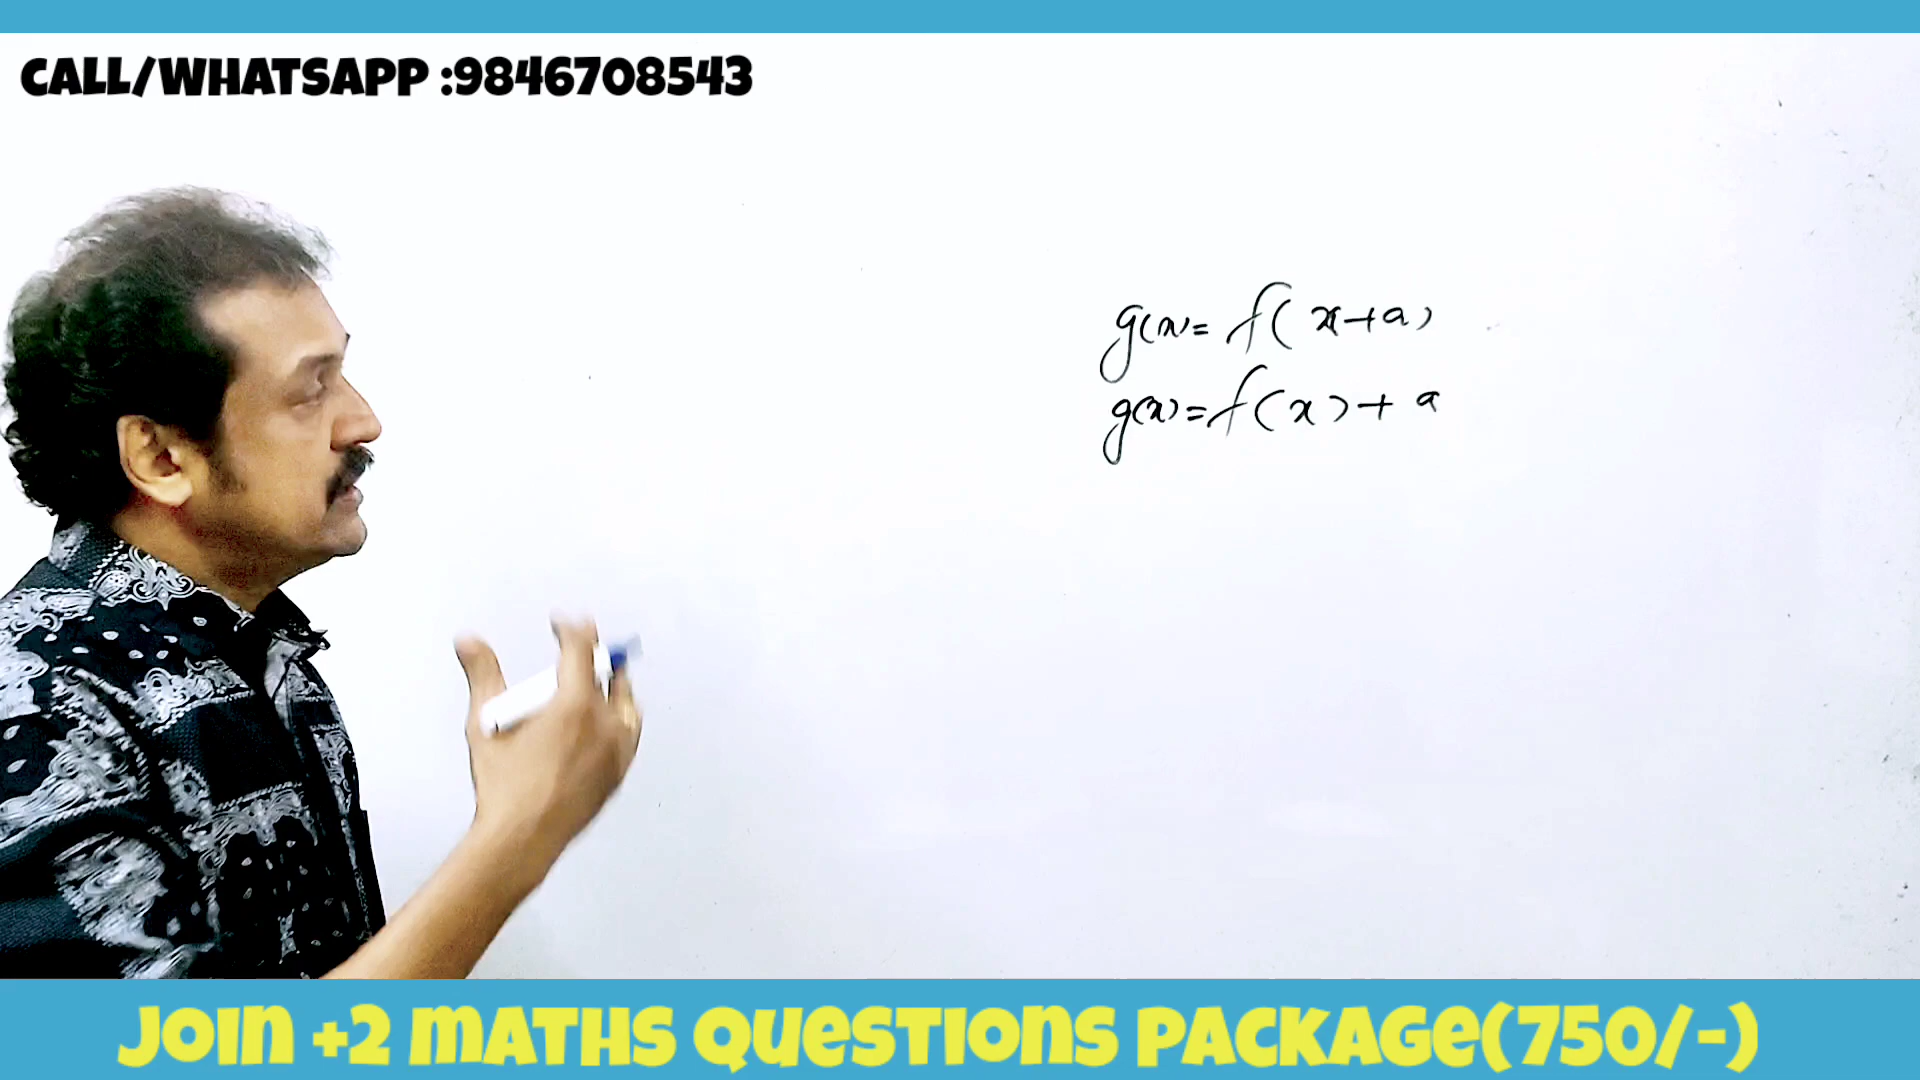 CALL/WHATSAPP :9846708543
g(x)= f( x+a)
g(x)=f(x)+ a
JOIN +2 MATHS QUESTIONS PACKAGE(750/-)